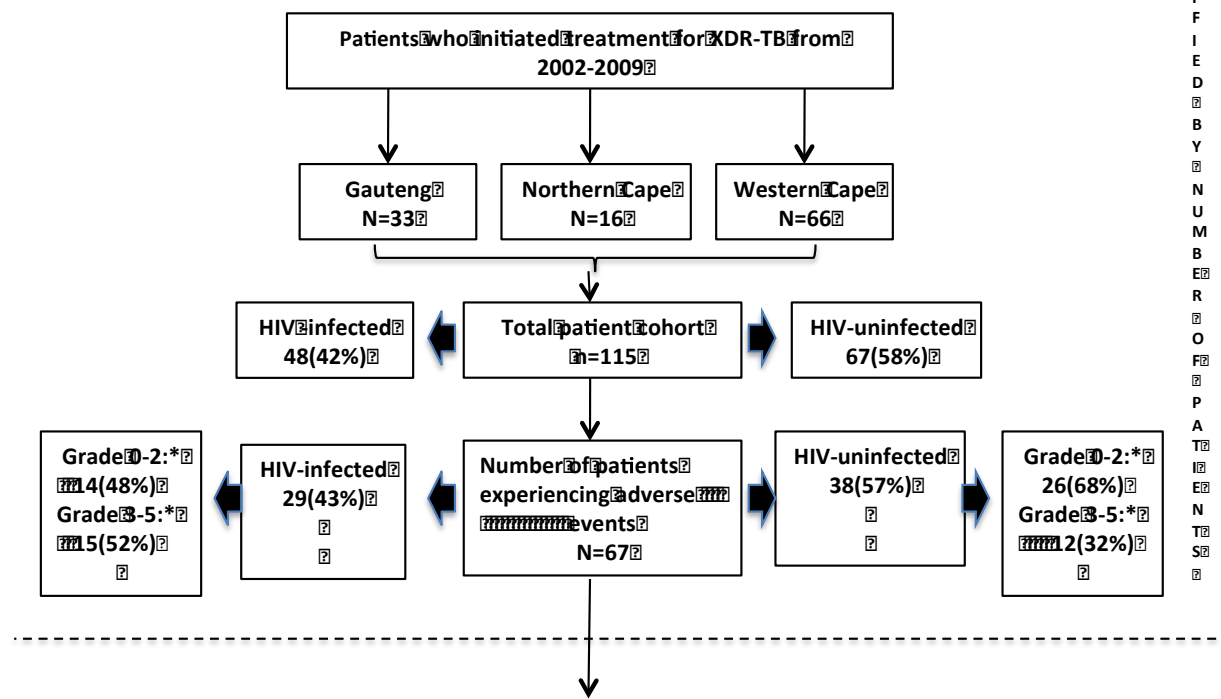 Patients who initiated treatment for XDR-TB from
2002-2009
Gauteng
N=33
Northern Cape
N=16
Western Cape
N=66
HIV-infected
48(42%)
Total patient cohort
n=115
HIV-uninfected
67(58%)
Grade 0-2:*
14(48%)
Grade 3-5:*
15(52%)
HIV-infected
29(43%)
Number of patients
experiencing adverse
events
N=67
HIV-uninfected
38(57%)
Grade 0-2:*
26(68%)
Grade 3-5:*
12(32%)
F
I
E
D
B
Y
N
U
M
B
E
R
O
F
P
A
T
I
E
N
T
S